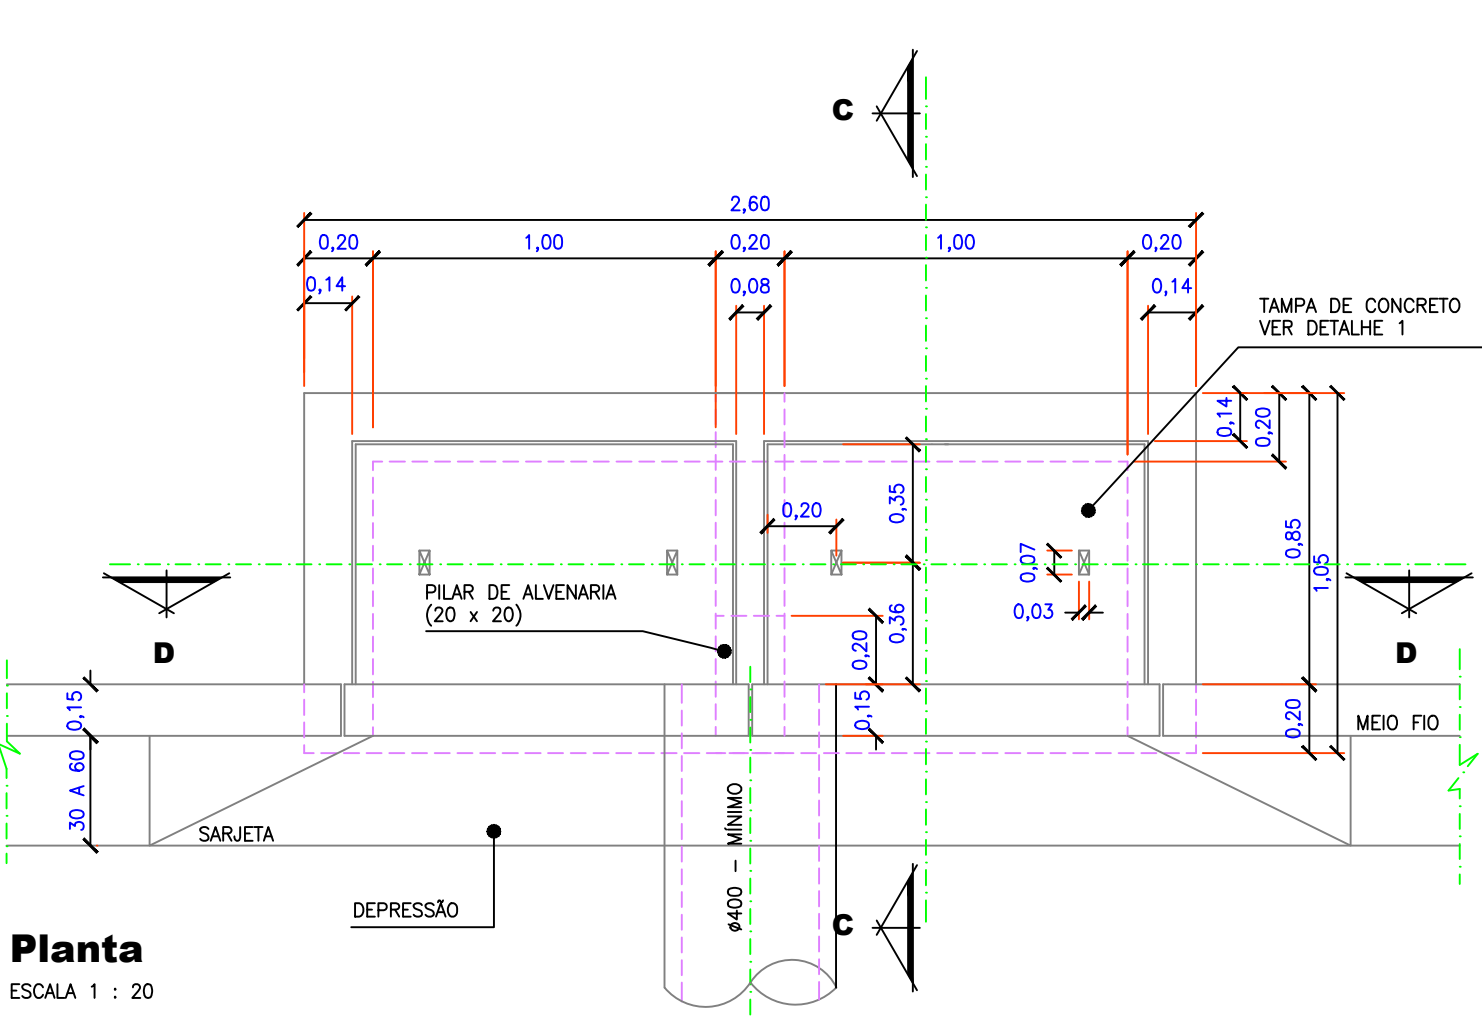 C
2,60
0,20
1,00
0,20
1,00
0,20
0,14
0,08
0,14
TAMPA DE CONCRETO
VER DETALHE 1
0,14
0,20
0,35
0,20
0,85
1,05
0,07
PILAR DE ALVENARIA
(20 x 20)
0,03
0,36
0,20
D
D
0,15
0,15
0,20
MEIO FIO
30 A 60
SARJETA
ø400 - MÍNIMO
DEPRESSÃO
C
Planta
ESCALA 1 : 20